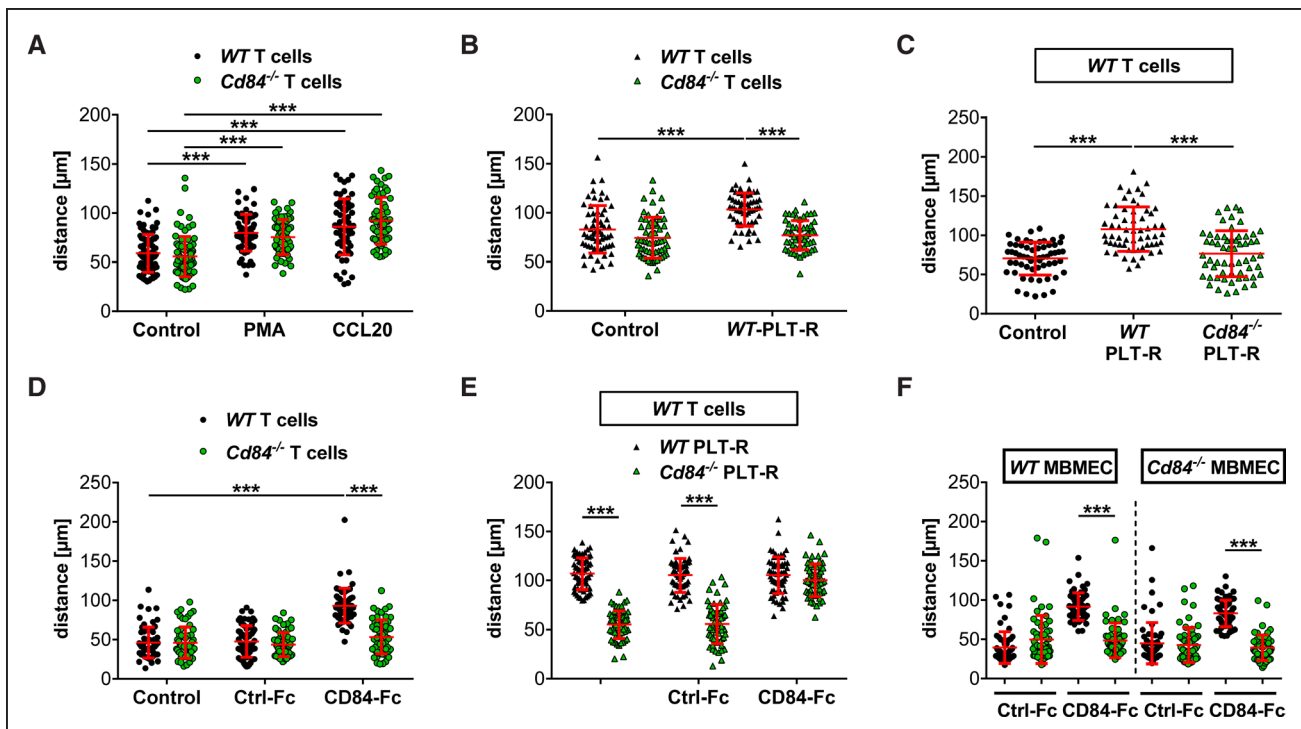 A
WT T cells
Cd84-/- T cells
distance [µm]
200
150
100
50
0
***
***
***
***
Control PMA CCL20
B
WT T cells
Cd84-/- T cells
distance [µm]
200
150
100
50
0
*** ***
Control WT-PLT-R
C
WT T cells
distance [µm]
250
200
150
100
50
0
*** ***
Control WT Cd84-/-
PLT-R PLT-R
D
WT T cells
Cd84-/- T cells
distance [µm]
250
200
150
100
50
0
*** ***
Control Ctrl-Fc CD84-Fc
E
WT T cells
WT PLT-R
Cd84-/- PLT-R
distance [µm]
200
150
100
50
0
*** ***
Ctrl-Fc CD84-Fc
F
WT MBMEC Cd84-/- MBMEC
distance [µm]
250
200
150
100
50
0
*** ***
Ctrl-Fc CD84-Fc Ctrl-Fc CD84-Fc